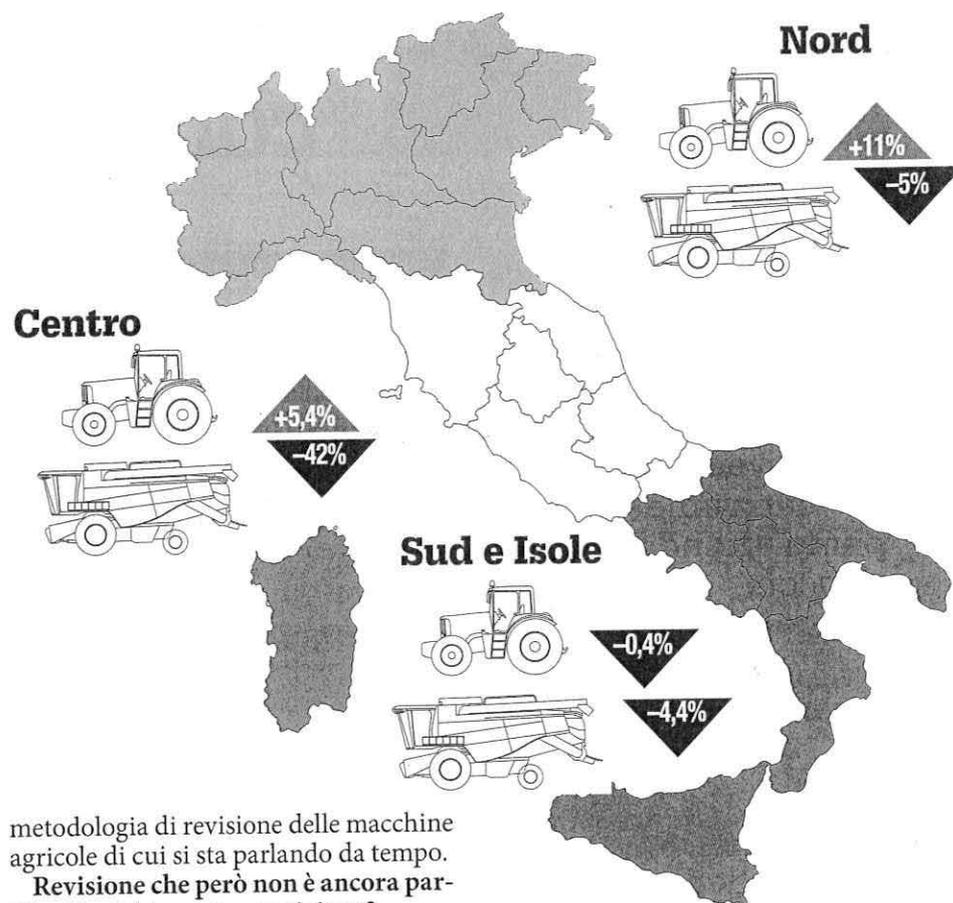 Nord
+11%
–5%
Centro
+5,4%
–42%
Sud e Isole
–0,4%
–4,4%
metodologia di revisione delle macchine
agricole di cui si sta parlando da tempo.
Revisione che però non è ancora par-